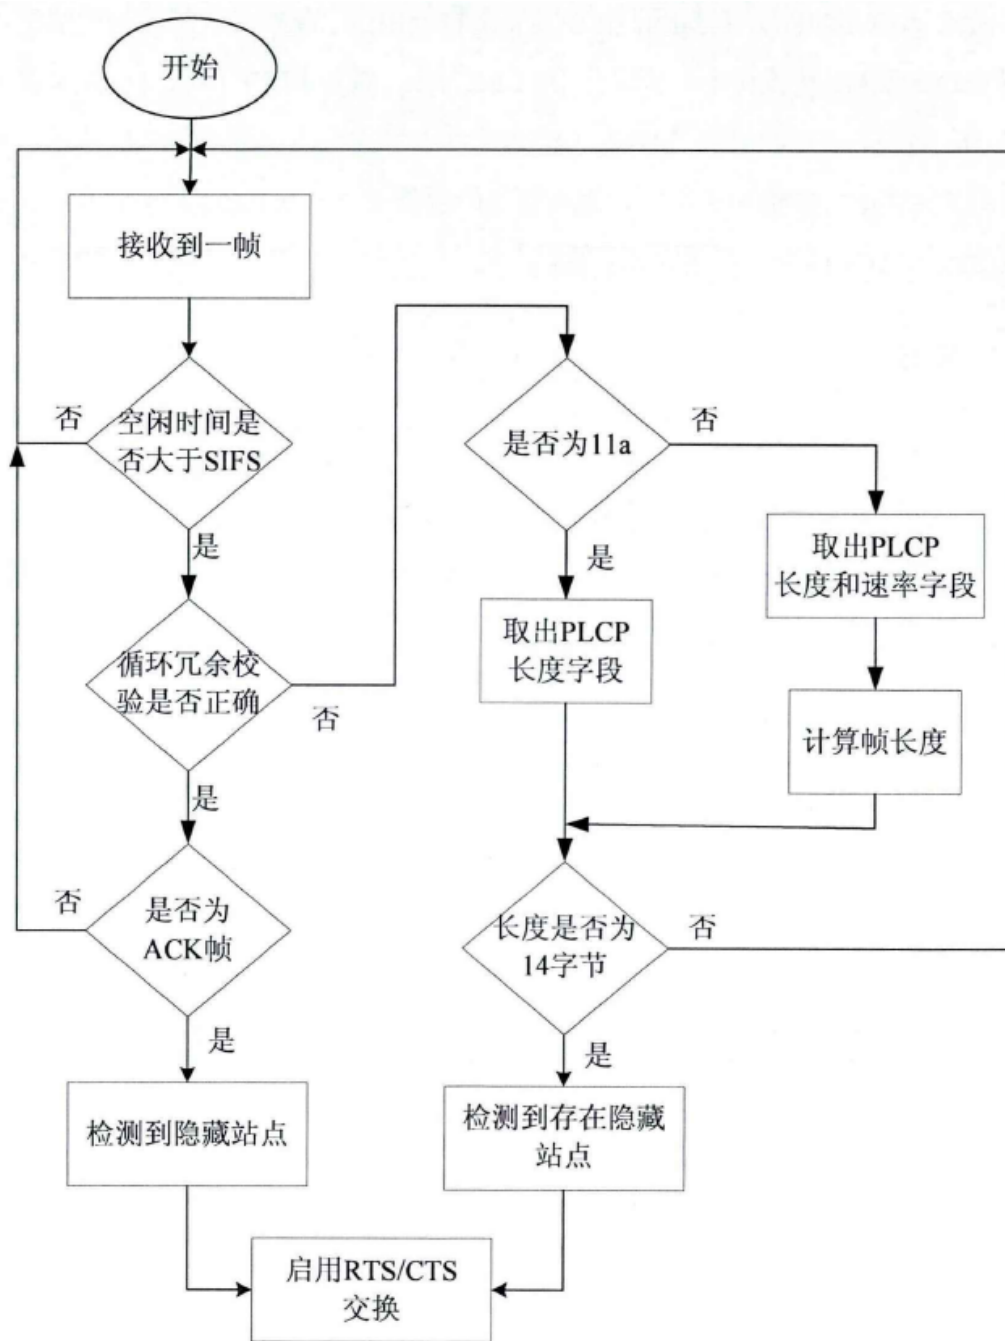 开始
接收到一帧
否
空闲时间是
否大于SIFS
是
循环冗余校
验是否正确
否
是
否
是否为
ACK帧
是
检测到隐藏站点
是否为11a
否
是
取出PLCP
长度字段
取出PLCP
长度和速率字段
计算帧长度
长度是否为
14字节
否
是
检测到存在隐藏
站点
启用RTS/CTS
交换